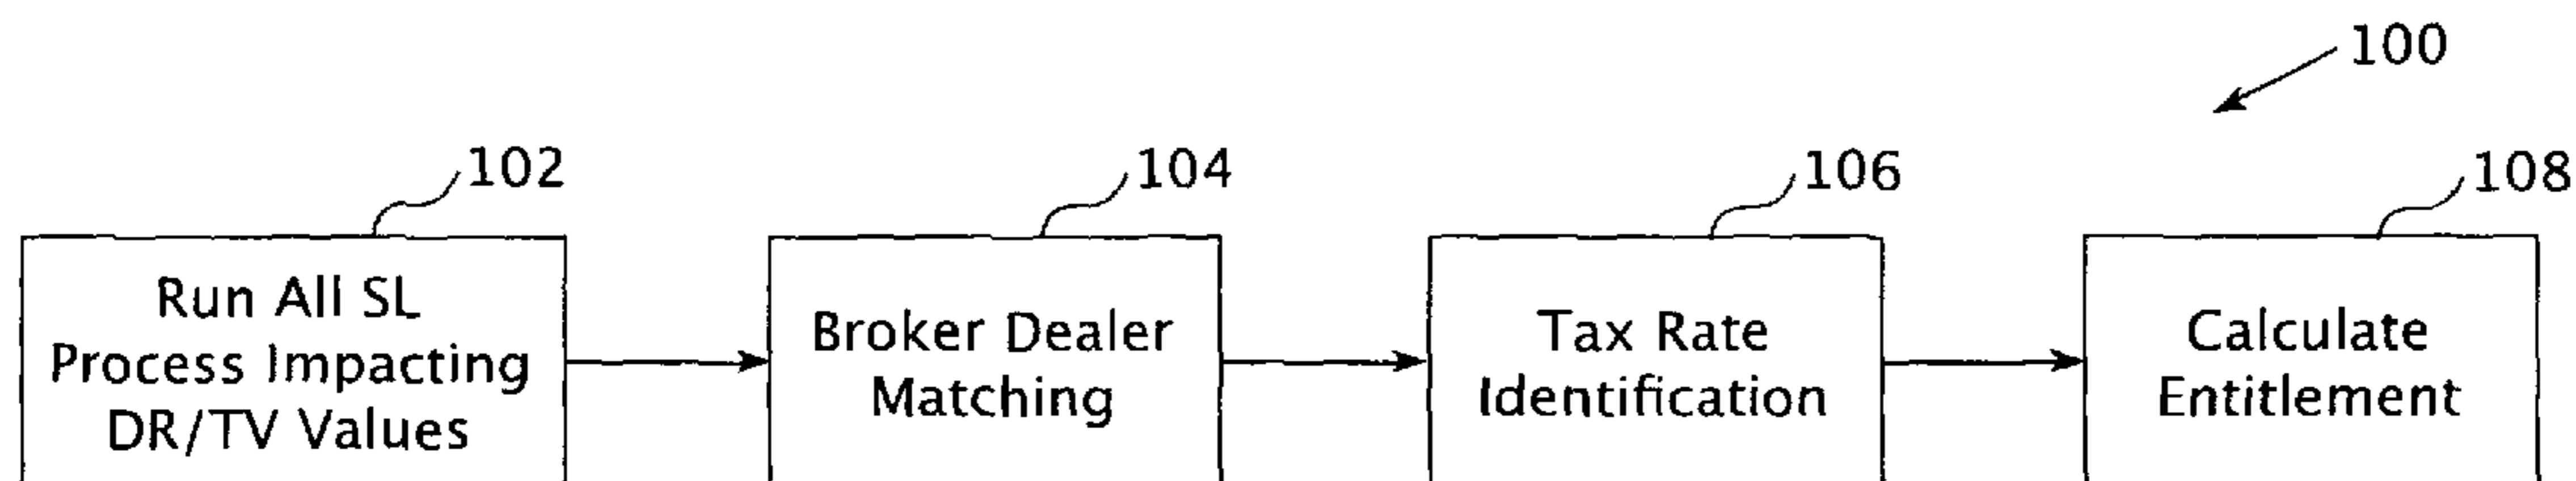 100
102
104
106
108
Run All SL
Process Impacting
DR/TV Values
Broker Dealer
Matching
Tax Rate
Identification
Calculate
Entitlement